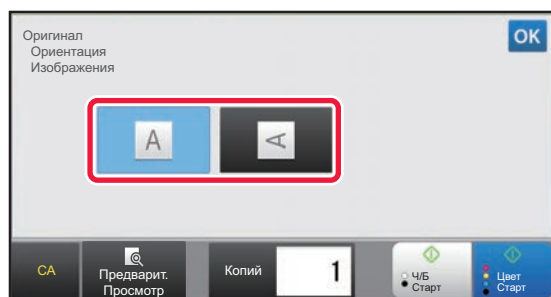 Оригинал
Ориентация
Изображения
OK
A
A
CA
Предварит.
Просмотр
Копий
1
Ч/Б
Старт
Цвет
Старт